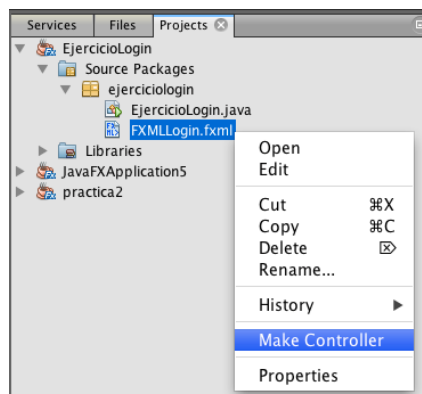 Services Files Projects
EjercicioLogin
Source Packages
ejerciciologin
EjercicioLogin.java
FXMLLogin.fxml
Libraries
JavaFXApplication5
practica2
Open
Edit
Cut ⌘X
Copy ⌘C
Delete ⌦
Rename...
History ▶
Make Controller
Properties